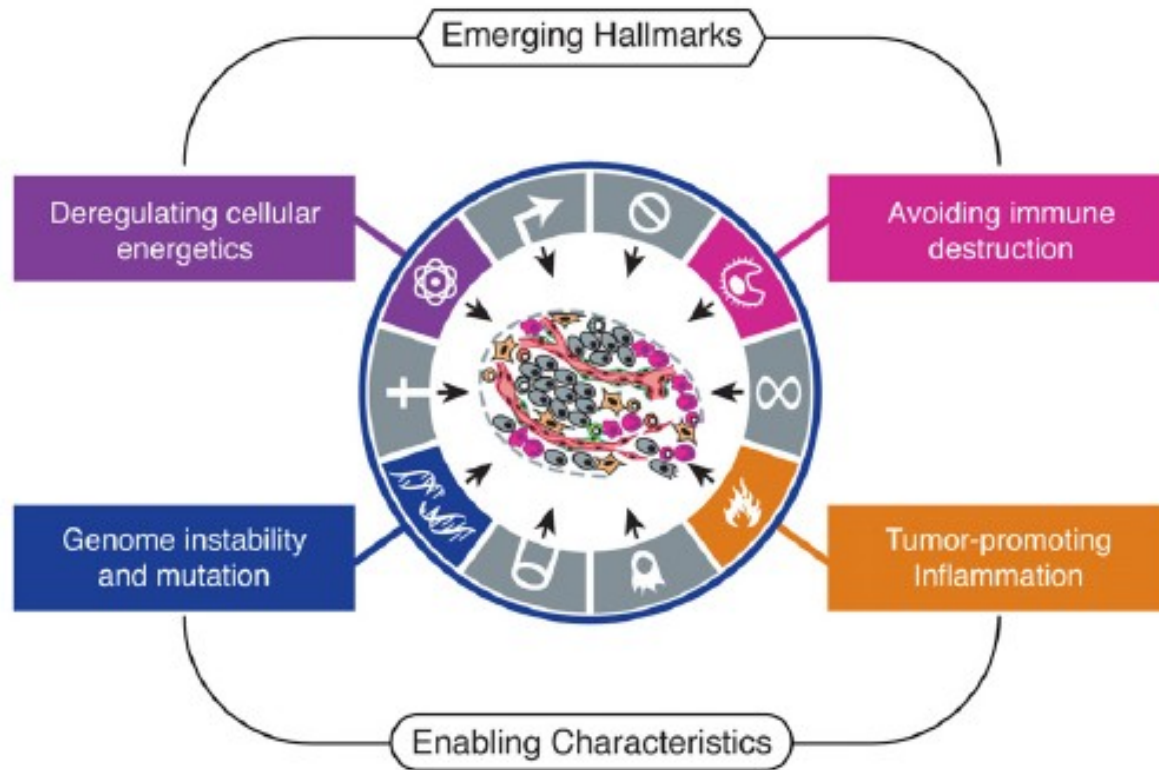 Emerging Hallmarks
Deregulating cellular
energetics
Avoiding immune
destruction
Genome instability
and mutation
Tumor-promoting
Inflammation
Enabling Characteristics